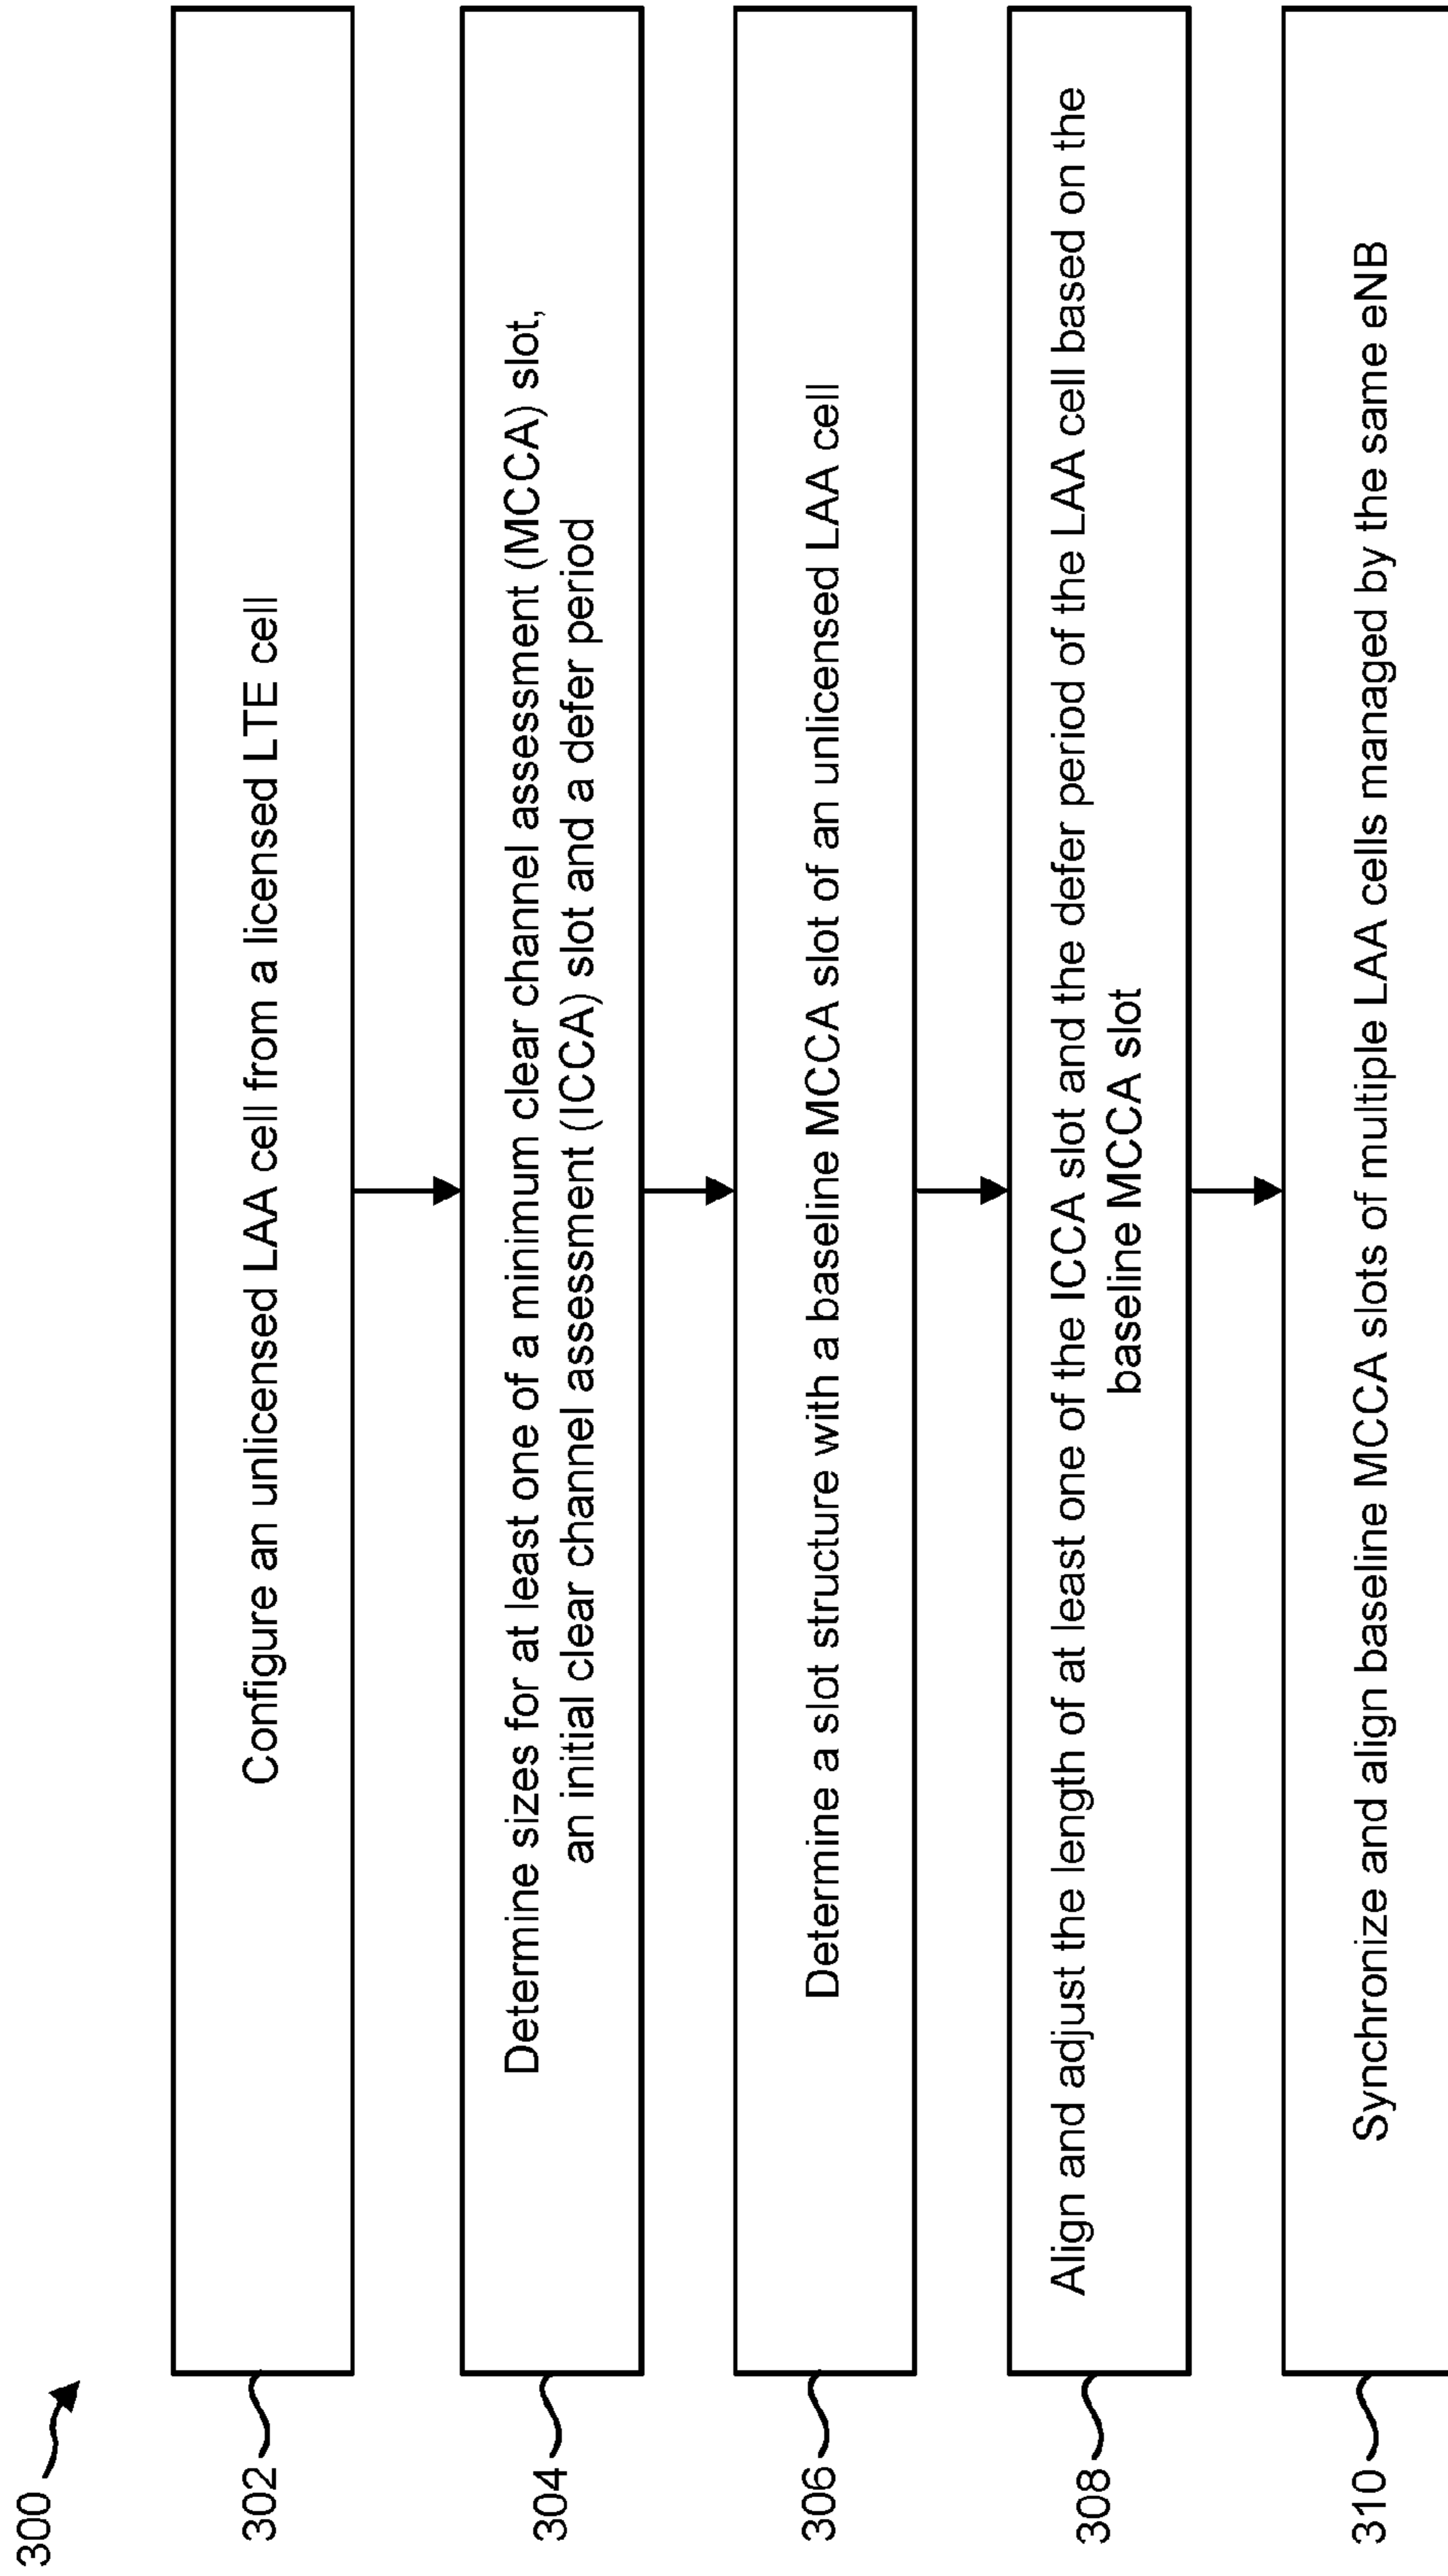 300
302
Configure an unlicensed LAA cell from a licensed LTE cell
304
Determine sizes for at least one of a minimum clear channel assessment (MCCA) slot,
an initial clear channel assessment (ICCA) slot and a defer period
306
Determine a slot structure with a baseline MCCA slot of an unlicensed LAA cell
308
Align and adjust the length of at least one of the ICCA slot and the defer period of the LAA cell based on the
baseline MCCA slot
310
Synchronize and align baseline MCCA slots of multiple LAA cells managed by the same eNB